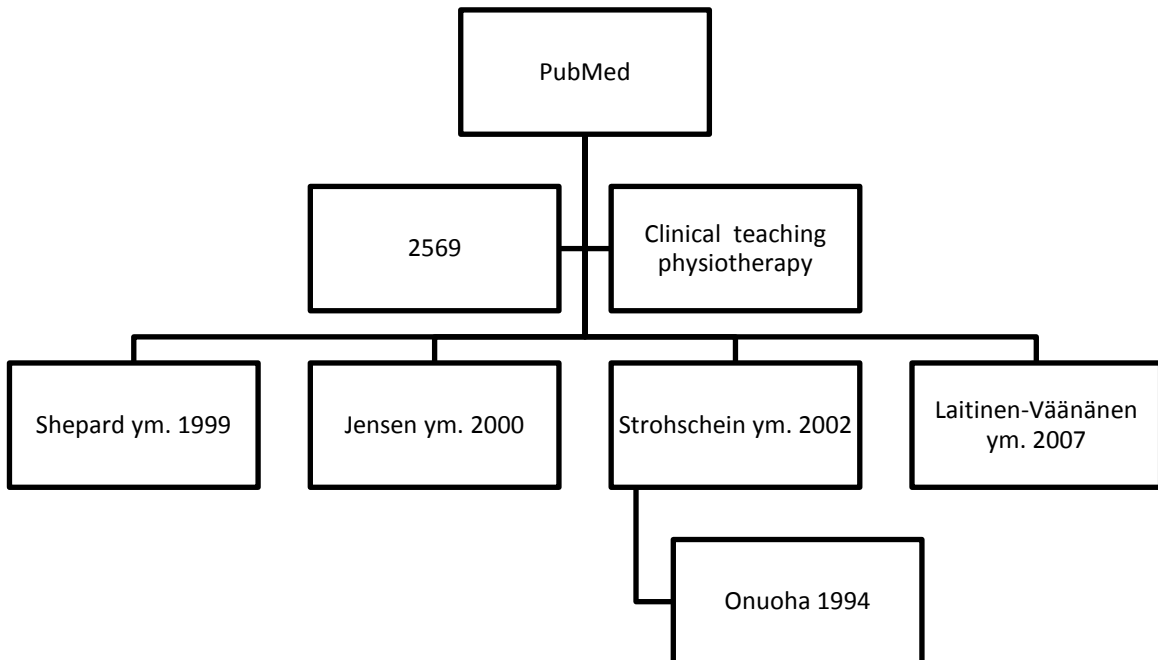 PubMed
2569
Clinical teaching
physiotherapy
Shepard ym. 1999
Jensen ym. 2000
Strohschein ym. 2002
Laitinen-Väänänen
ym. 2007
Onuoha 1994